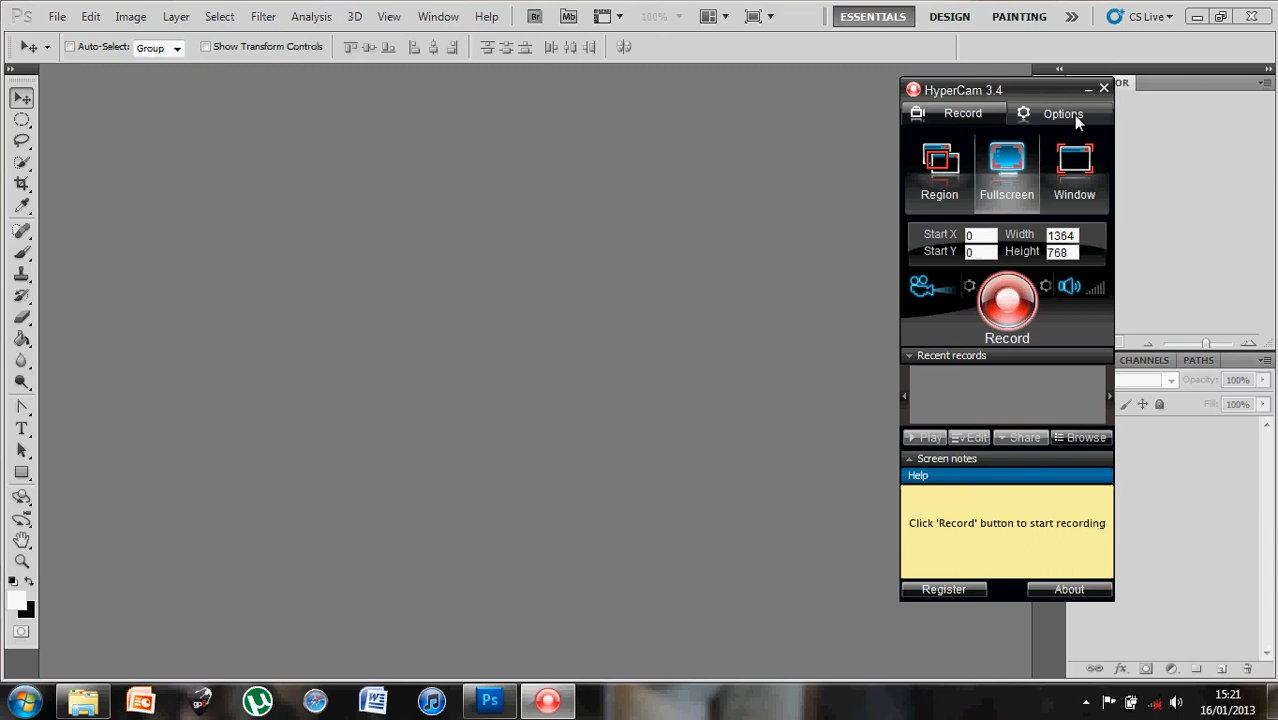 Ps File Edit Image Layer Select Filter Analysis 3D View Window Help Br Mb 100% ESSENTIALS DESIGN PAINTING CS Live
Auto-Select: Group Show Transform Controls
HyperCam 3.4
Record Options
Region Fullscreen Window
Start X 0 Width 1364
Start Y 0 Height 768
Record
Recent records
CHANNELS PATHS
Opacity: 100%
Fill: 100%
Play Edit Share Browse
Screen notes
Help
Click 'Record' button to start recording
Register About
Ps
15:21
16/01/2013